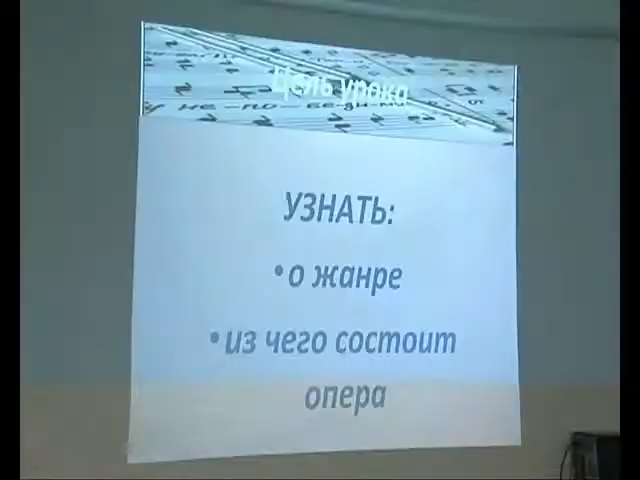 Цель урока
УЗНАТЬ:
•о жанре
•из чего состоит
опера